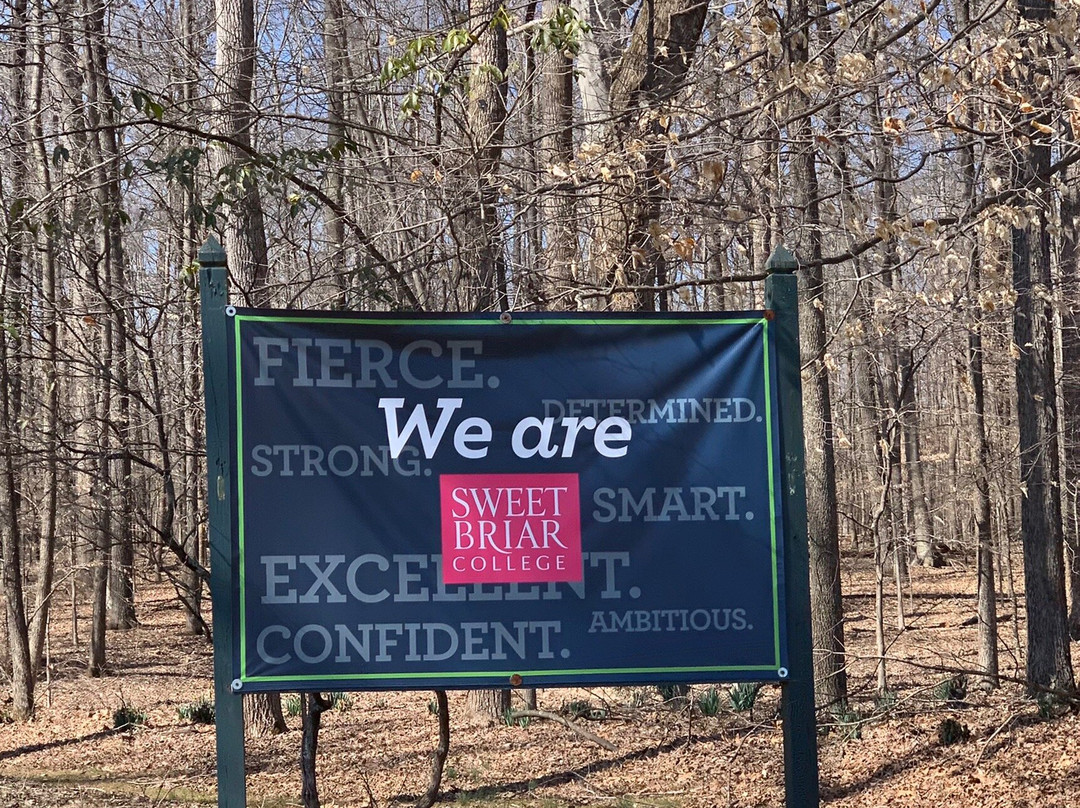 FIERCE.
DETERMINED.
We are
STRONG.
SWEET
BRIAR
COLLEGE
SMART.
EXCELLENT.
AMBITIOUS.
CONFIDENT.